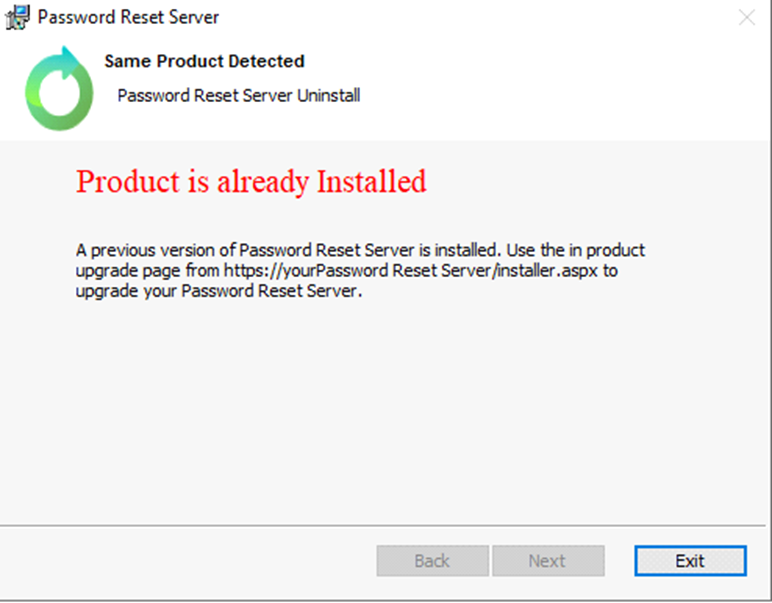 Password Reset Server
Same Product Detected
Password Reset Server Uninstall
Product is already Installed
A previous version of Password Reset Server is installed. Use the in product
upgrade page from https://yourPassword Reset Server/installer.aspx to
upgrade your Password Reset Server.
Back
Next
Exit